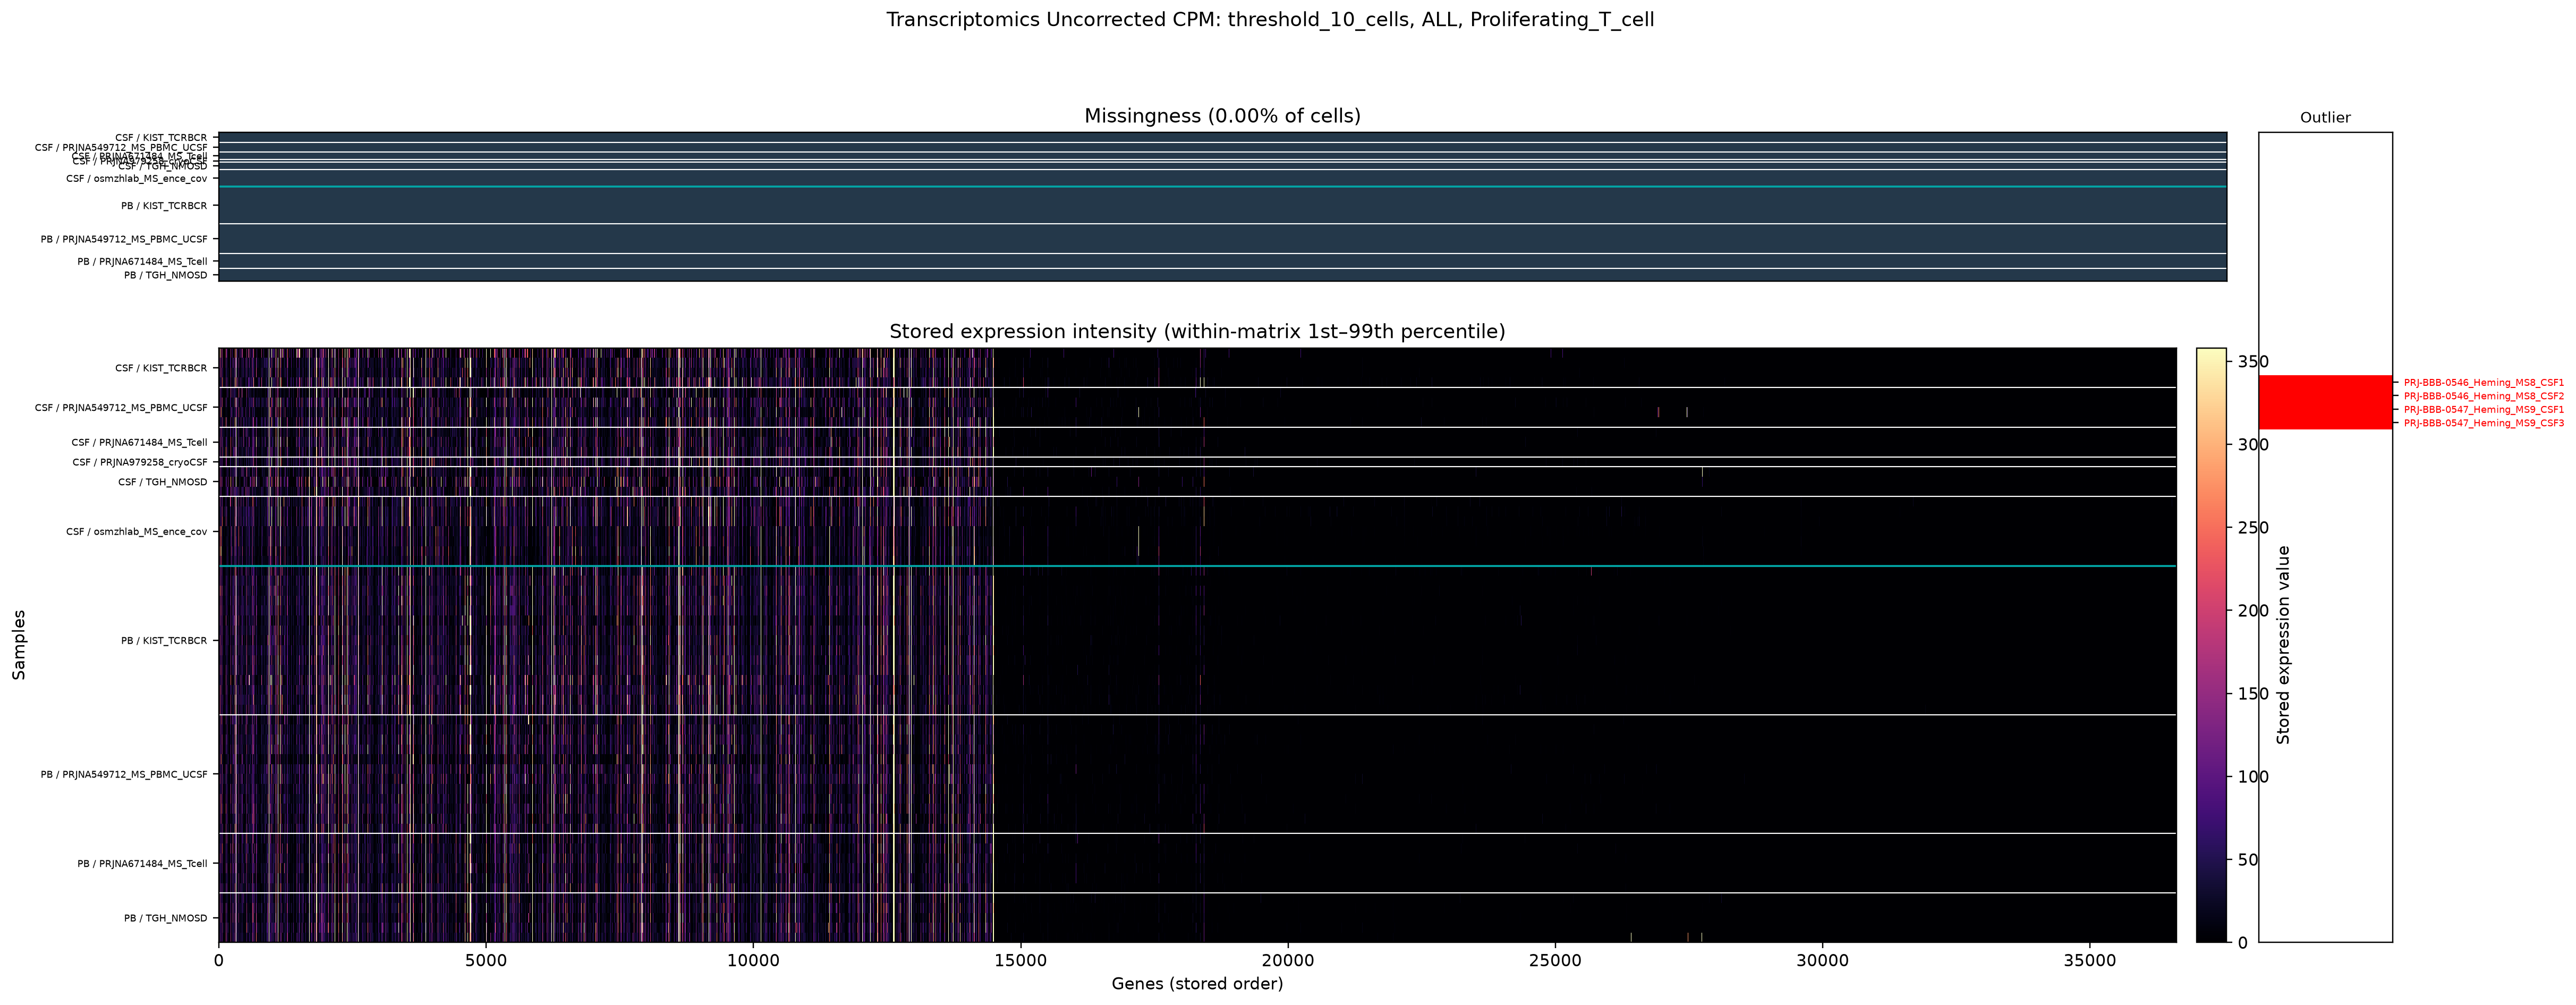 Transcriptomics Uncorrected CPM: threshold_10_cells, ALL, Proliferating_T_cell
Missingness (0.00% of cells)
Outlier
CSF / KIST_TCRBCR
CSF / PRJNA549712_MS_PBMC_UCSF
CSF / PRJNA671484_MS_Tcell
CSF / PRJNA979258_cryoCSF
CSF / TGH_NMOSD
CSF / osmzhlab_MS_ence_cov
PB / KIST_TCRBCR
PB / PRJNA549712_MS_PBMC_UCSF
PB / PRJNA671484_MS_Tcell
PB / TGH_NMOSD
Stored expression intensity (within-matrix 1st–99th percentile)
CSF / KIST_TCRBCR
CSF / PRJNA549712_MS_PBMC_UCSF
CSF / PRJNA671484_MS_Tcell
CSF / PRJNA979258_cryoCSF
CSF / TGH_NMOSD
CSF / osmzhlab_MS_ence_cov
PB / KIST_TCRBCR
PB / PRJNA549712_MS_PBMC_UCSF
PB / PRJNA671484_MS_Tcell
PB / TGH_NMOSD
Samples
0 5000 10000 15000 20000 25000 30000 35000
Genes (stored order)
350
300
250
200
150
100
50
0
Stored expression value
PRJ-BBB-0546_Heming_MS8_CSF1
PRJ-BBB-0546_Heming_MS8_CSF2
PRJ-BBB-0547_Heming_MS9_CSF1
PRJ-BBB-0547_Heming_MS9_CSF3